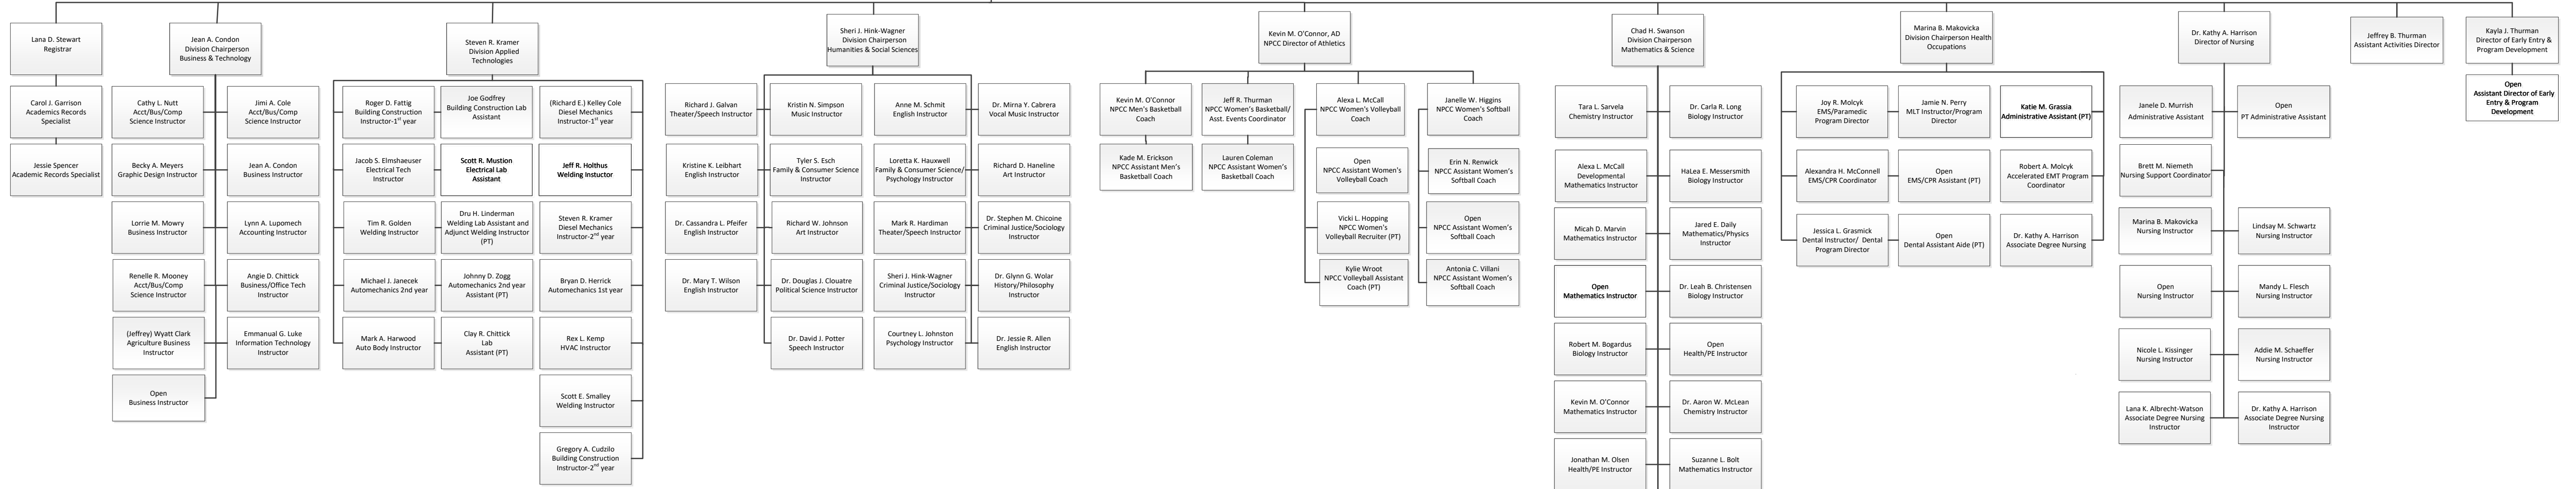 Lana D. Stewart
Registrar
Carol J. Garrison
Academics Records
Specialist
Jessie Spencer
Academic Records Specialist
Jean A. Condon
Division Chairperson
Business & Technology
Cathy L. Nutt
Acct/Bus/Comp
Science Instructor
Jimi A. Cole
Acct/Bus/Comp
Science Instructor
Becky A. Meyers
Graphic Design Instructor
Jean A. Condon
Business Instructor
Lorrie M. Mowry
Business Instructor
Lynn A. Lupomech
Accounting Instructor
Renelle R. Mooney
Acct/Bus/Comp
Science Instructor
Angie D. Chittick
Business/Office Tech
Instructor
(Jeffrey) Wyatt Clark
Agriculture Business
Instructor
Emmanual G. Luke
Information Technology
Instructor
Open
Business Instructor
Steven R. Kramer
Division Applied
Technologies
Roger D. Fattig
Building Construction
Instructor-1st year
Joe Godfrey
Building Construction Lab
Assistant
(Richard E.) Kelley Cole
Diesel Mechanics
Instructor-1st year
Jacob S. Elmshaeuser
Electrical Tech
Instructor
Scott R. Mustion
Electrical Lab
Assistant
Jeff R. Holthus
Welding Instuctor
Tim R. Golden
Welding Instructor
Dru H. Linderman
Welding Lab Assistant and
Adjunct Welding Instructor
(PT)
Steven R. Kramer
Diesel Mechanics
Instructor-2nd year
Michael J. Janecek
Automechanics 2nd year
Johnny D. Zogg
Automechanics 2nd year
Assistant (PT)
Bryan D. Herrick
Automechanics 1st year
Mark A. Harwood
Auto Body Instructor
Clay R. Chittick
Lab
Assistant (PT)
Rex L. Kemp
HVAC Instructor
Scott E. Smalley
Welding Instructor
Gregory A. Cudzilo
Building Construction
Instructor-2nd year
Sheri J. Hink-Wagner
Division Chairperson
Humanities & Social Sciences
Richard J. Galvan
Theater/Speech Instructor
Kristin N. Simpson
Music Instructor
Anne M. Schmit
English Instructor
Dr. Mirna Y. Cabrera
Vocal Music Instructor
Kristine K. Leibhart
English Instructor
Tyler S. Esch
Family & Consumer Science
Instructor
Loretta K. Hauxwell
Family & Consumer Science/
Psychology Instructor
Richard D. Haneline
Art Instructor
Dr. Cassandra L. Pfeifer
English Instructor
Richard W. Johnson
Art Instructor
Mark R. Hardiman
Theater/Speech Instructor
Dr. Stephen M. Chicoine
Criminal Justice/Sociology
Instructor
Dr. Mary T. Wilson
English Instructor
Dr. Douglas J. Clouatre
Political Science Instructor
Sheri J. Hink-Wagner
Criminal Justice/Sociology
Instructor
Dr. Glynn G. Wolar
History/Philosophy
Instructor
Dr. David J. Potter
Speech Instructor
Courtney L. Johnston
Psychology Instructor
Dr. Jessie R. Allen
English Instructor
Kevin M. O'Connor, AD
NPCC Director of Athletics
Kevin M. O'Connor
NPCC Men's Basketball
Coach
Kade M. Erickson
NPCC Assistant Men's
Basketball Coach
Jeff R. Thurman
NPCC Women's Basketball/
Asst. Events Coordinator
Lauren Coleman
NPCC Assistant Women's
Basketball Coach
Alexa L. McCall
NPCC Women's Volleyball
Coach
Open
NPCC Assistant Women's
Volleyball Coach
Vicki L. Hopping
NPCC Women's
Volleyball Recruiter (PT)
Kylie Wroot
NPCC Volleyball Assistant
Coach (PT)
Janelle W. Higgins
NPCC Women's Softball
Coach
Erin N. Renwick
NPCC Assistant Women's
Softball Coach
Open
NPCC Assistant Women's
Softball Coach
Antonia C. Villani
NPCC Assistant Women's
Softball Coach
Chad H. Swanson
Division Chairperson
Mathematics & Science
Tara L. Sarvela
Chemistry Instructor
Dr. Carla R. Long
Biology Instructor
Alexa L. McCall
Developmental
Mathematics Instructor
HaLea E. Messersmith
Biology Instructor
Micah D. Marvin
Mathematics Instructor
Jared E. Daily
Mathematics/Physics
Instructor
Open
Mathematics Instructor
Dr. Leah B. Christensen
Biology Instructor
Robert M. Bogardus
Biology Instructor
Open
Health/PE Instructor
Kevin M. O'Connor
Mathematics Instructor
Dr. Aaron W. McLean
Chemistry Instructor
Jonathan M. Olsen
Health/PE Instructor
Suzanne L. Bolt
Mathematics Instructor
Marina B. Makovicka
Division Chairperson Health
Occupations
Joy R. Molcyk
EMS/Paramedic
Program Director
Jamie N. Perry
MLT Instructor/Program
Director
Katie M. Grassia
Administrative Assistant (PT)
Alexandra H. McConnell
EMS/CPR Coordinator
Open
EMS/CPR Assistant (PT)
Robert A. Molcyk
Accelerated EMT Program
Coordinator
Jessica L. Grasmick
Dental Instructor/ Dental
Program Director
Open
Dental Assistant Aide (PT)
Dr. Kathy A. Harrison
Associate Degree Nursing
Dr. Kathy A. Harrison
Director of Nursing
Janele D. Murrish
Administrative Assistant
Open
PT Administrative Assistant
Brett M. Niemeth
Nursing Support Coordinator
Marina B. Makovicka
Nursing Instructor
Lindsay M. Schwartz
Nursing Instructor
Open
Nursing Instructor
Mandy L. Flesch
Nursing Instructor
Nicole L. Kissinger
Nursing Instructor
Addie M. Schaeffer
Nursing Instructor
Lana K. Albrecht-Watson
Associate Degree Nursing
Instructor
Dr. Kathy A. Harrison
Associate Degree Nursing
Instructor
Jeffrey B. Thurman
Assistant Activities Director
Kayla J. Thurman
Director of Early Entry &
Program Development
Open
Assistant Director of Early
Entry & Program
Development